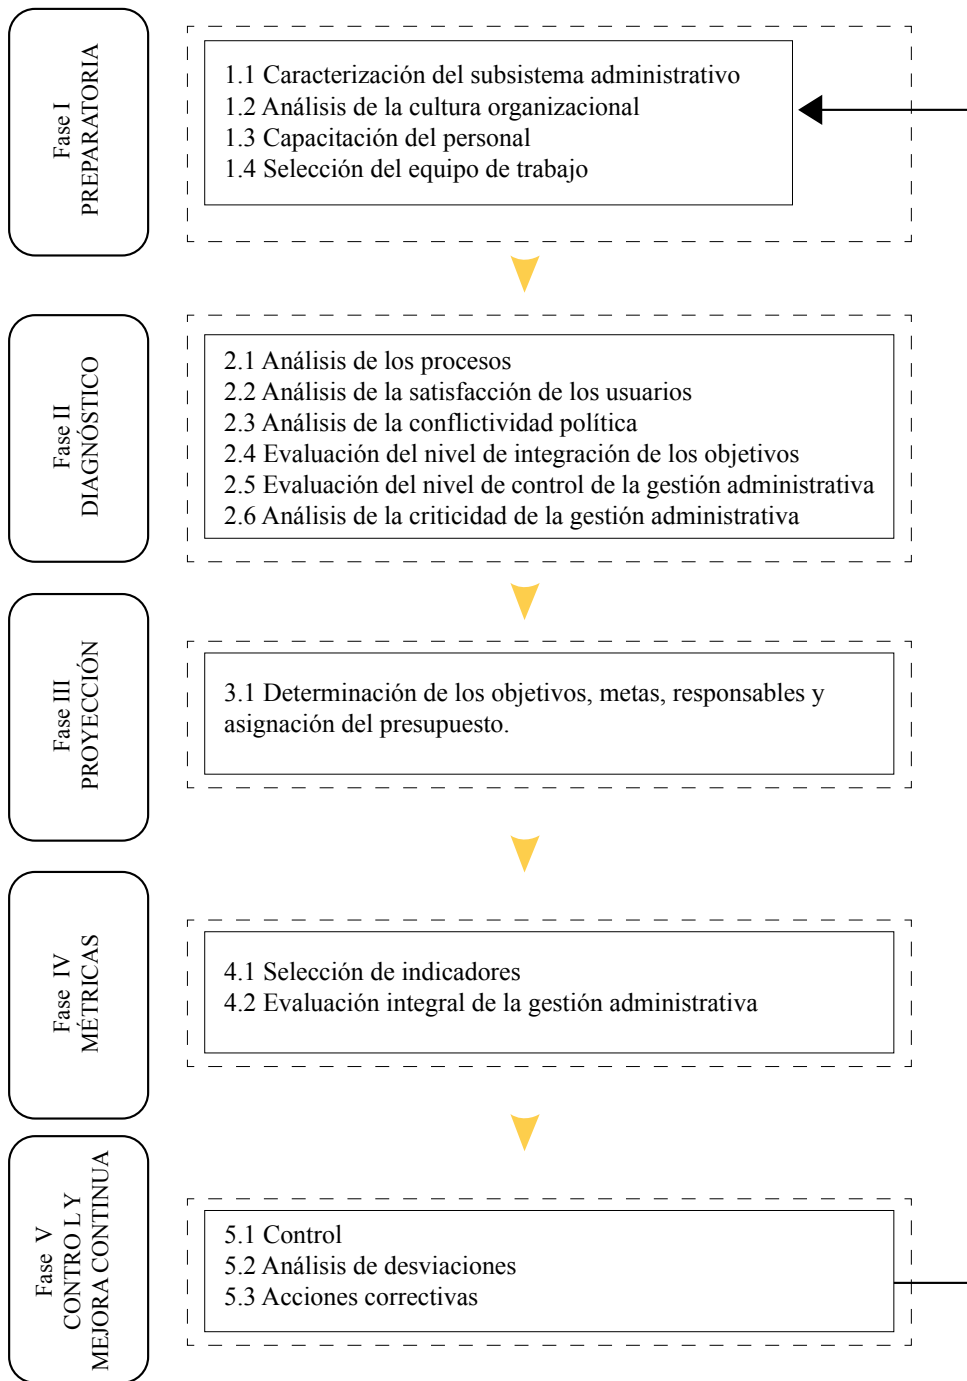 Fase I
PREPARATORIA
1.1 Caracterización del subsistema administrativo
1.2 Análisis de la cultura organizacional
1.3 Capacitación del personal
1.4 Selección del equipo de trabajo
Fase II
DIAGNÓSTICO
2.1 Análisis de los procesos
2.2 Análisis de la satisfacción de los usuarios
2.3 Análisis de la conflictividad política
2.4 Evaluación del nivel de integración de los objetivos
2.5 Evaluación del nivel de control de la gestión administrativa
2.6 Análisis de la criticidad de la gestión administrativa
Fase III
PROYECCIÓN
3.1 Determinación de los objetivos, metas, responsables y
asignación del presupuesto.
Fase IV
MÉTRICAS
4.1 Selección de indicadores
4.2 Evaluación integral de la gestión administrativa
Fase V
CONTRO L Y
MEJORA CONTINUA
5.1 Control
5.2 Análisis de desviaciones
5.3 Acciones correctivas